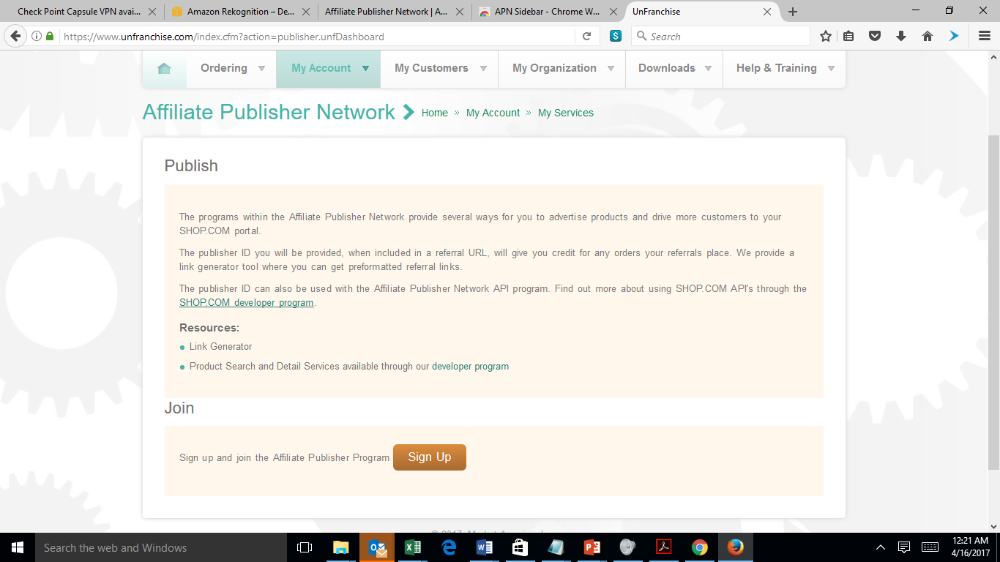 Check Point Capsule VPN avai...
Amazon Rekognition – De...
Affiliate Publisher Network | A...
APN Sidebar - Chrome W...
UnFranchise
https://www.unfranchise.com/index.cfm?action=publisher.unfDashboard
S
Search
Ordering
My Account
My Customers
My Organization
Downloads
Help & Training
Affiliate Publisher Network
Home » My Account » My Services
Publish
The programs within the Affiliate Publisher Network provide several ways for you to advertise products and drive more customers to your
SHOP.COM portal.
The publisher ID you will be provided, when included in a referral URL, will give you credit for any orders your referrals place. We provide a
link generator tool where you can get preformatted referral links.
The publisher ID can also be used with the Affiliate Publisher Network API program. Find out more about using SHOP.COM API's through the
SHOP.COM developer program.
Resources:
Link Generator
Product Search and Detail Services available through our developer program
Join
Sign up and join the Affiliate Publisher Program
Sign Up
© 2017
Search the web and Windows
12:21 AM
4/16/2017